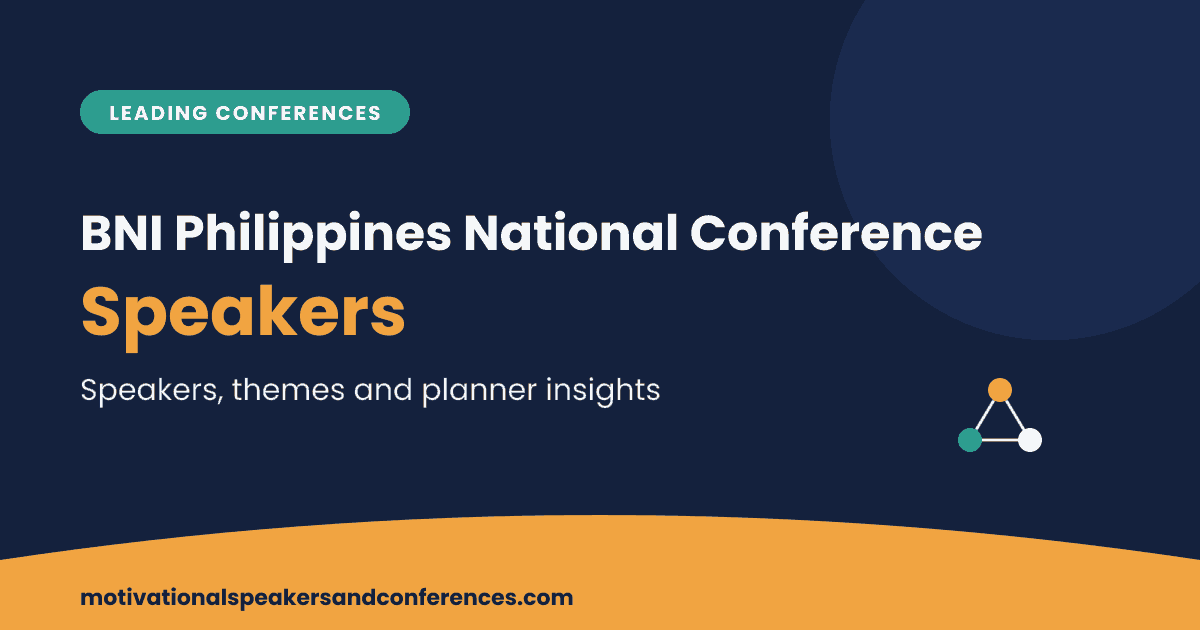 LEADING CONFERENCES
BNI Philippines National Conference
Speakers
Speakers, themes and planner insights
motivationalspeakersandconferences.com